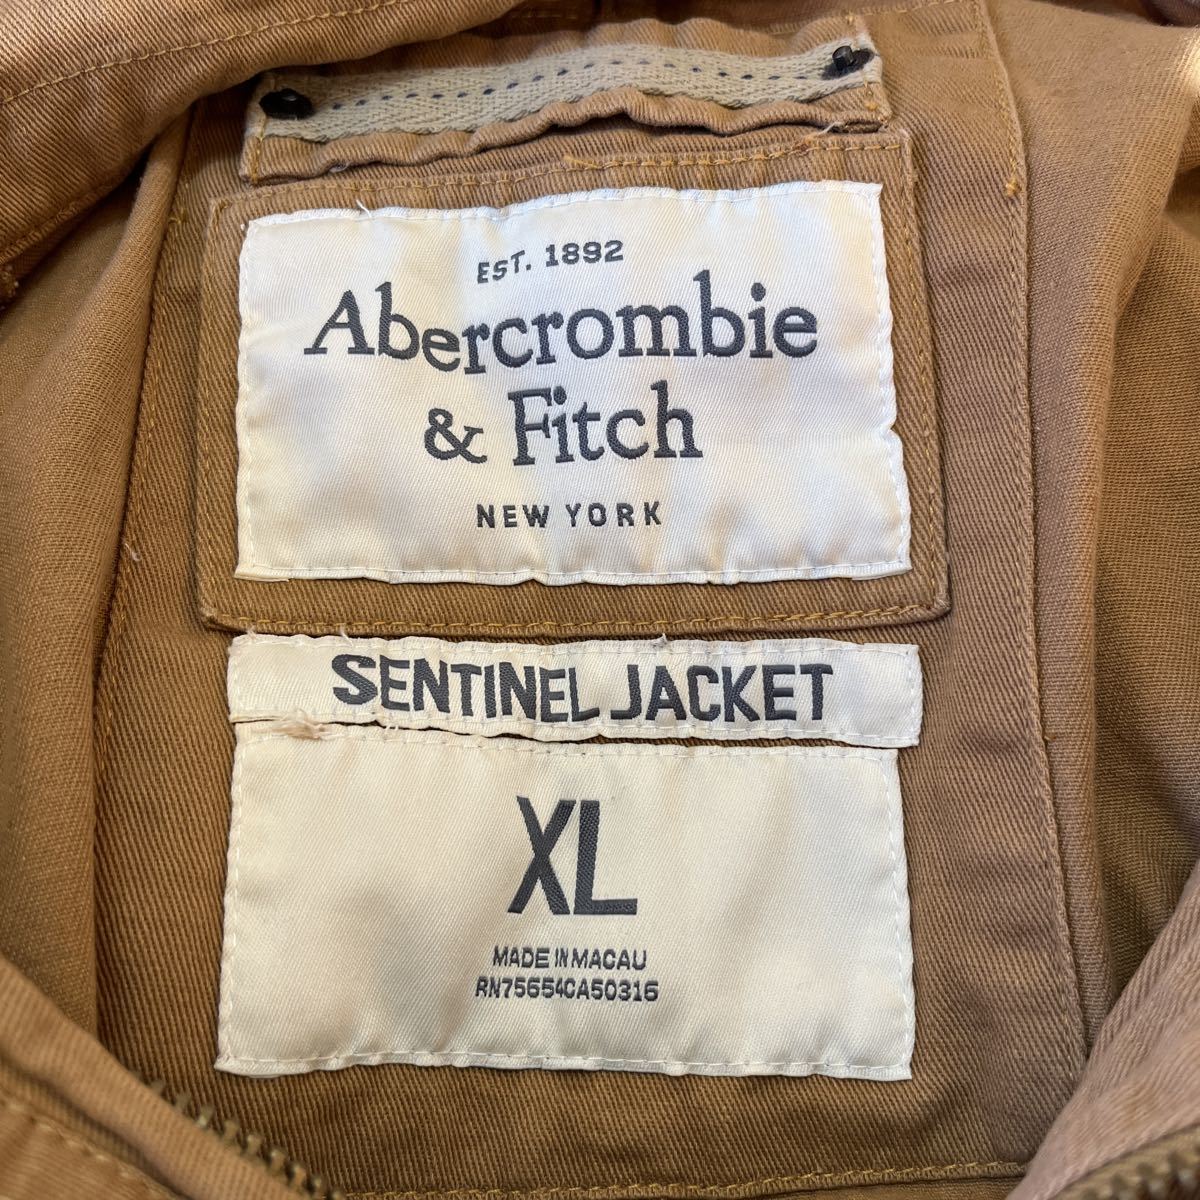 EST. 1892
Abercrombie
& Fitch
NEW YORK
SENTINEL JACKET
XL
MADE IN MACAU
RN75654CA50316